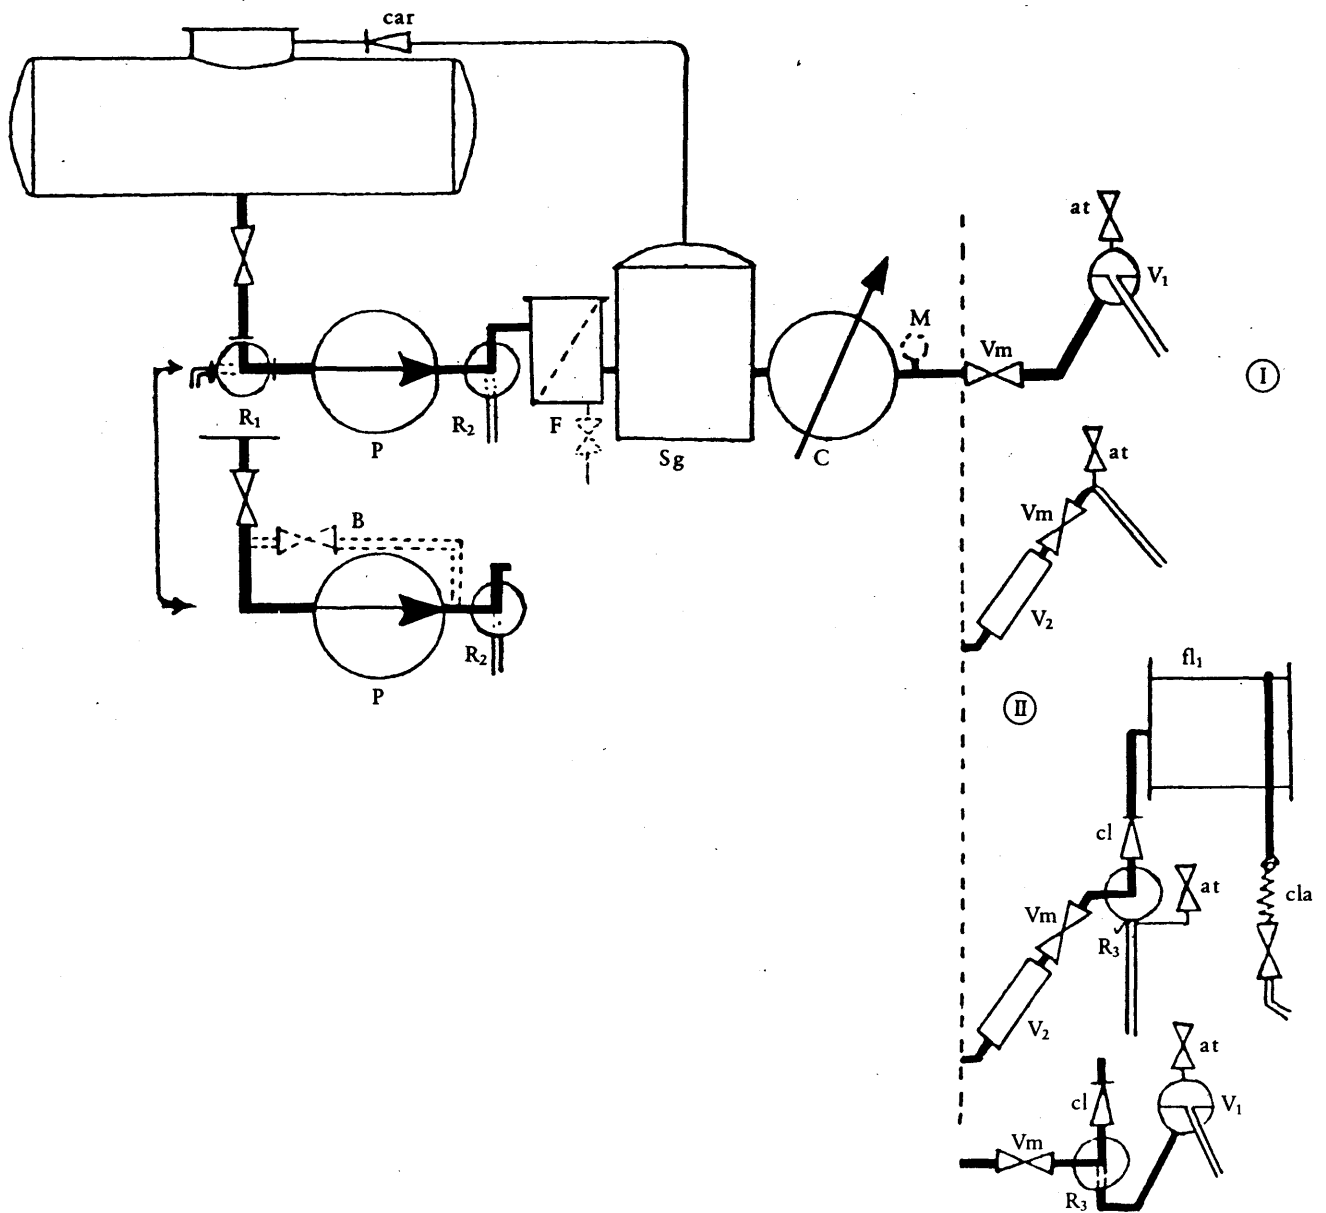 car
at
V₁
M
Vm
I
R₁
R₂
F
P
Sg
C
at
Vm
B
V₂
R₂
P
fl₁
II
cl
at
cla
Vm
R₃
V₂
at
cl
V₁
Vm
R₃